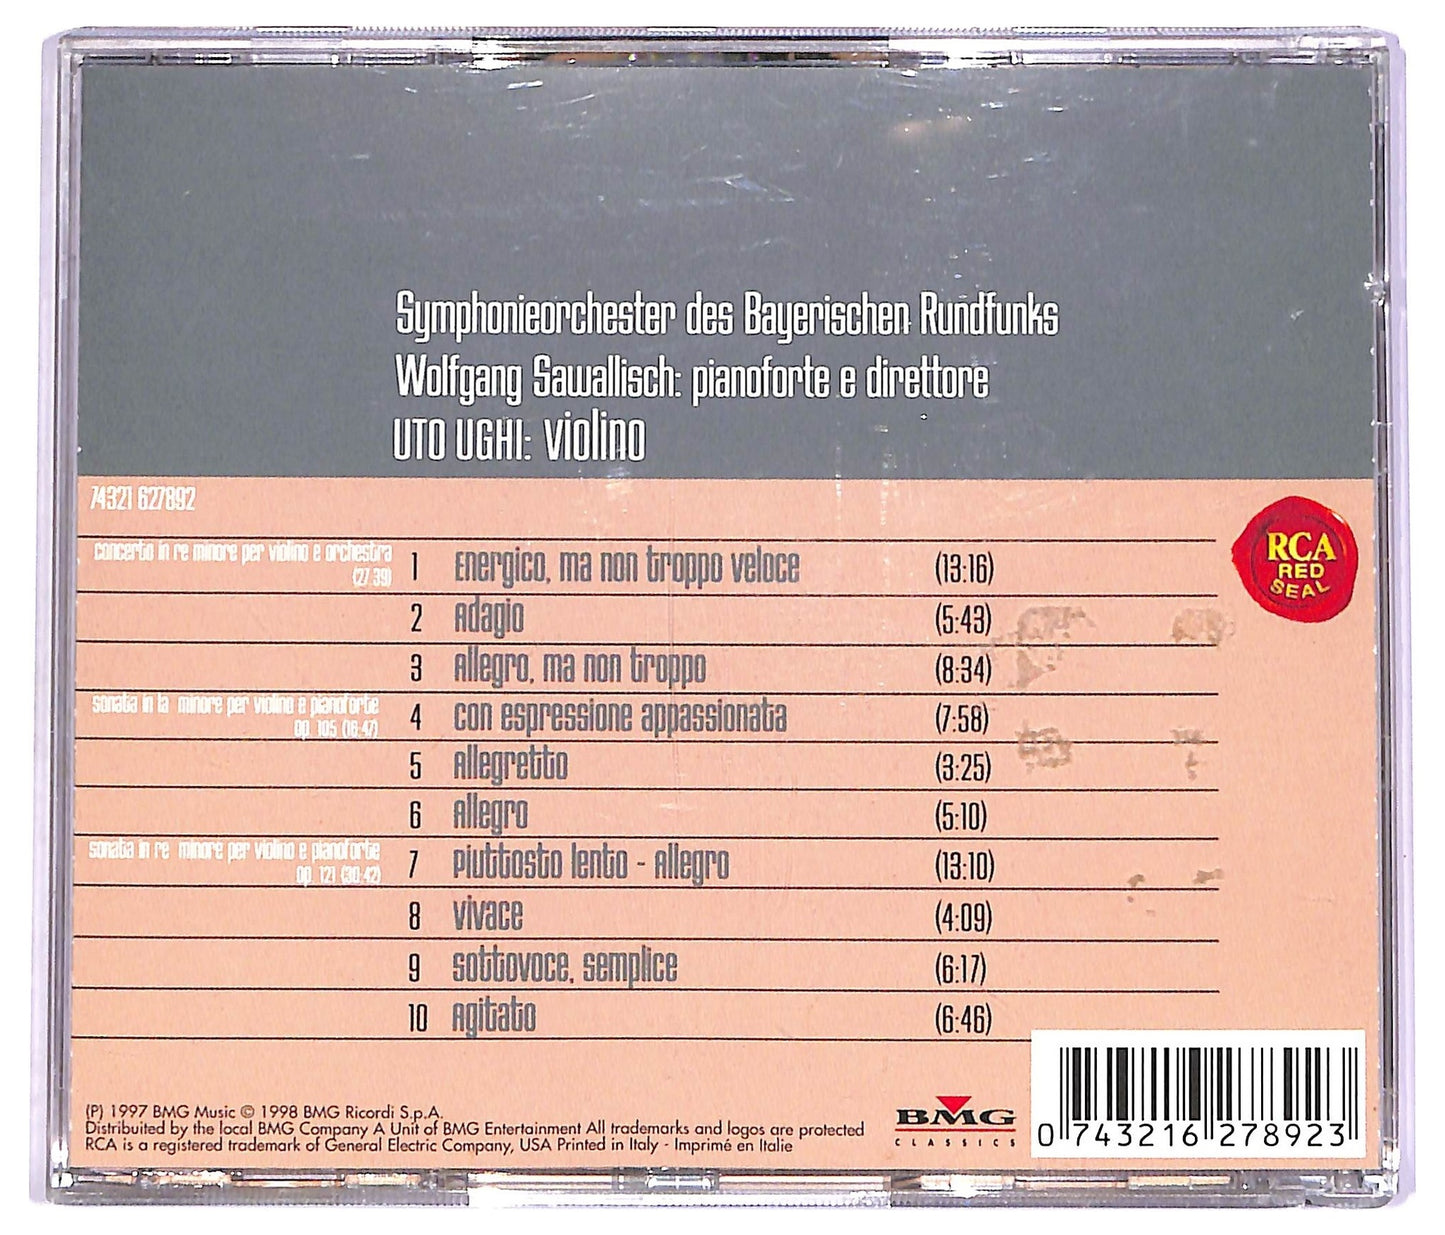 Symphonieorchester des Bayerischen Rundfunks
Wolfgang Sawallisch: pianoforte e direttore
UTO UGHI: violino
74321 627892
RCA
RED
SEAL
concerto in re minore per violino e orchestra
(27.39)
1 Energico, ma non troppo veloce (13:16)
2 Adagio (5:43)
3 Allegro, ma non troppo (8:34)
sonata in la minore per violino e pianoforte
op. 105 (16:47)
4 con espressione appassionata (7:58)
5 Allegretto (3:25)
6 Allegro (5:10)
sonata in re minore per violino e pianoforte
op. 121 (30:42)
7 piuttosto lento - Allegro (13:10)
8 vivace (4:09)
9 sottovoce, semplice (6:17)
10 Agitato (6:46)
(P) 1997 BMG Music © 1998 BMG Ricordi S.p.A.
Distribuited by the local BMG Company A Unit of BMG Entertainment All trademarks and logos are protected
RCA is a registered trademark of General Electric Company, USA Printed in Italy - Imprimé en Italie
BMG
CLASSICS
0 743216 278923